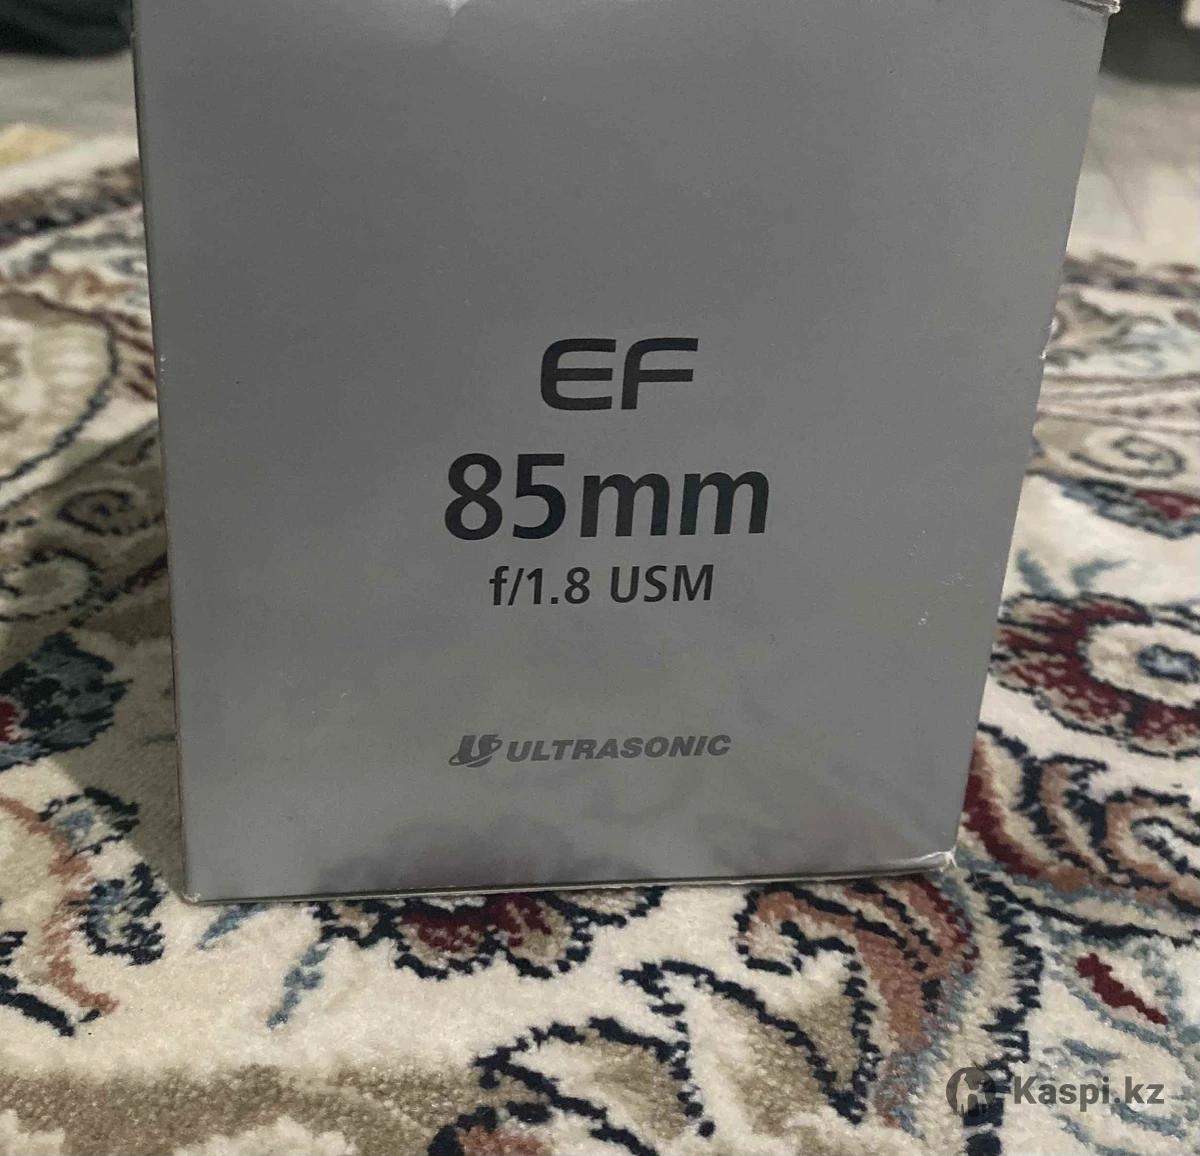 EF
85mm
f/1.8 USM
ULTRASONIC
Kaspi.kz